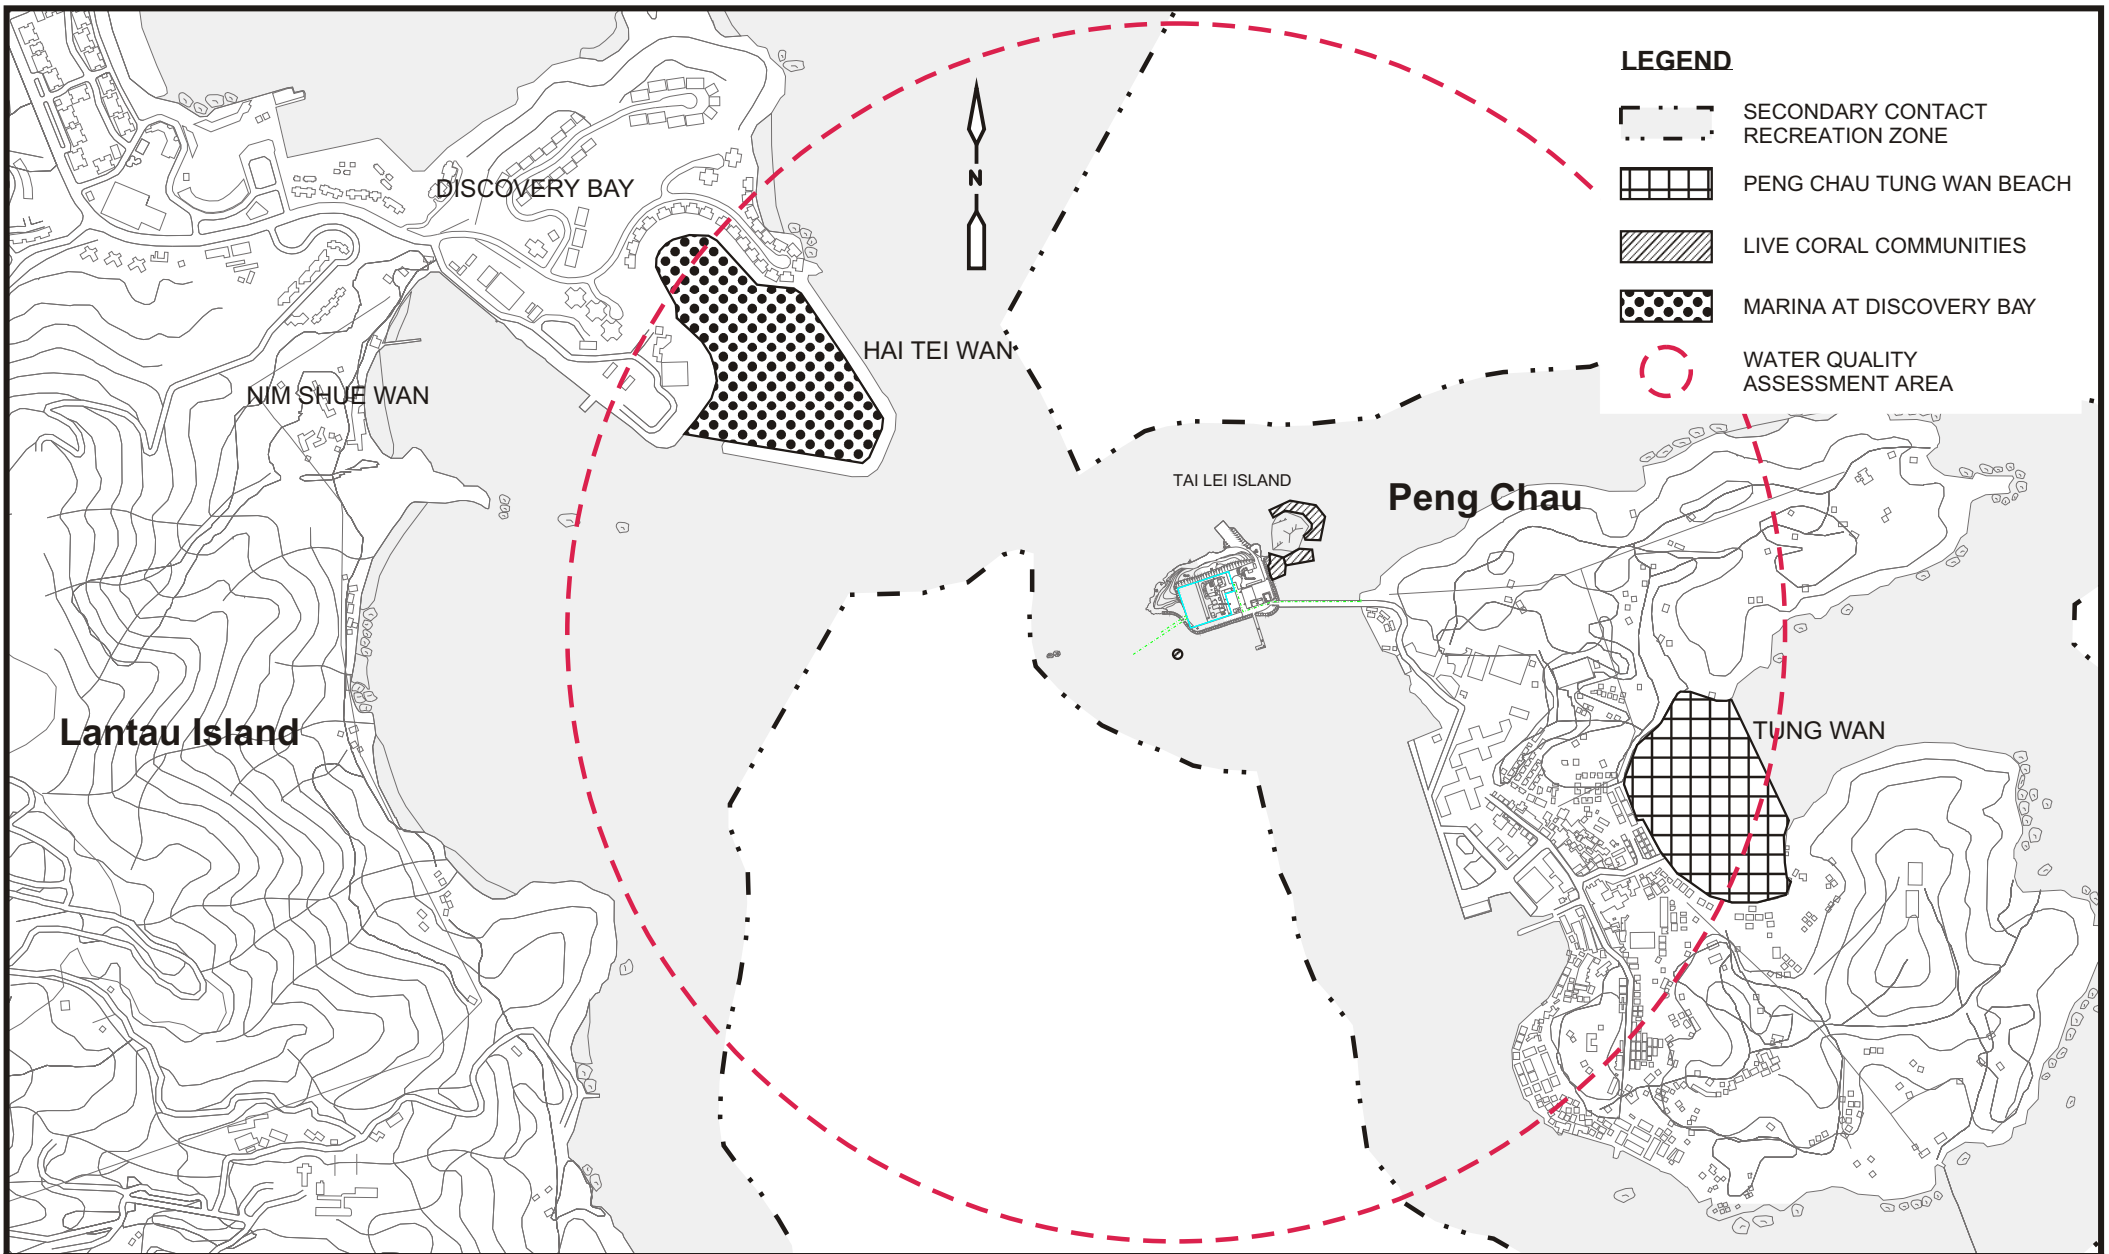 LEGEND
SECONDARY CONTACT
RECREATION ZONE
PENG CHAU TUNG WAN BEACH
LIVE CORAL COMMUNITIES
MARINA AT DISCOVERY BAY
WATER QUALITY
ASSESSMENT AREA
N
DISCOVERY BAY
HAI TEI WAN
NIM SHUE WAN
TAI LEI ISLAND
Peng Chau
Lantau Island
TUNG WAN